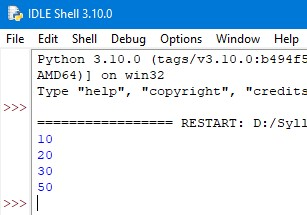 IDLE Shell 3.10.0
File Edit Shell Debug Options Window Help
Python 3.10.0 (tags/v3.10.0:b494f5
AMD64)] on win32
Type "help", "copyright", "credits
>>>
================= RESTART: D:/Syll
10
20
30
50
>>>